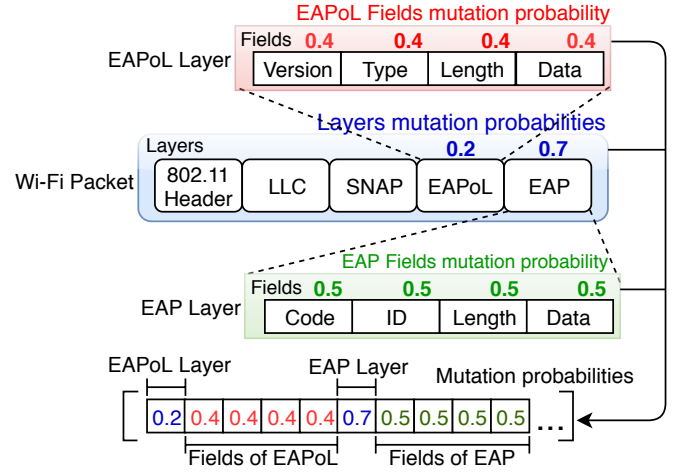 EAPoL Fields mutation probability
Fields 0.4 0.4 0.4 0.4
EAPoL Layer
Version Type Length Data
Layers mutation probabilities
Layers 0.2 0.7
Wi-Fi Packet
802.11 Header LLC SNAP EAPoL EAP
EAP Fields mutation probability
Fields 0.5 0.5 0.5 0.5
EAP Layer
Code ID Length Data
EAPoL Layer EAP Layer Mutation probabilities
[ 0.2 0.4 0.4 0.4 0.4 0.7 0.5 0.5 0.5 0.5 ... ]
Fields of EAPoL Fields of EAP